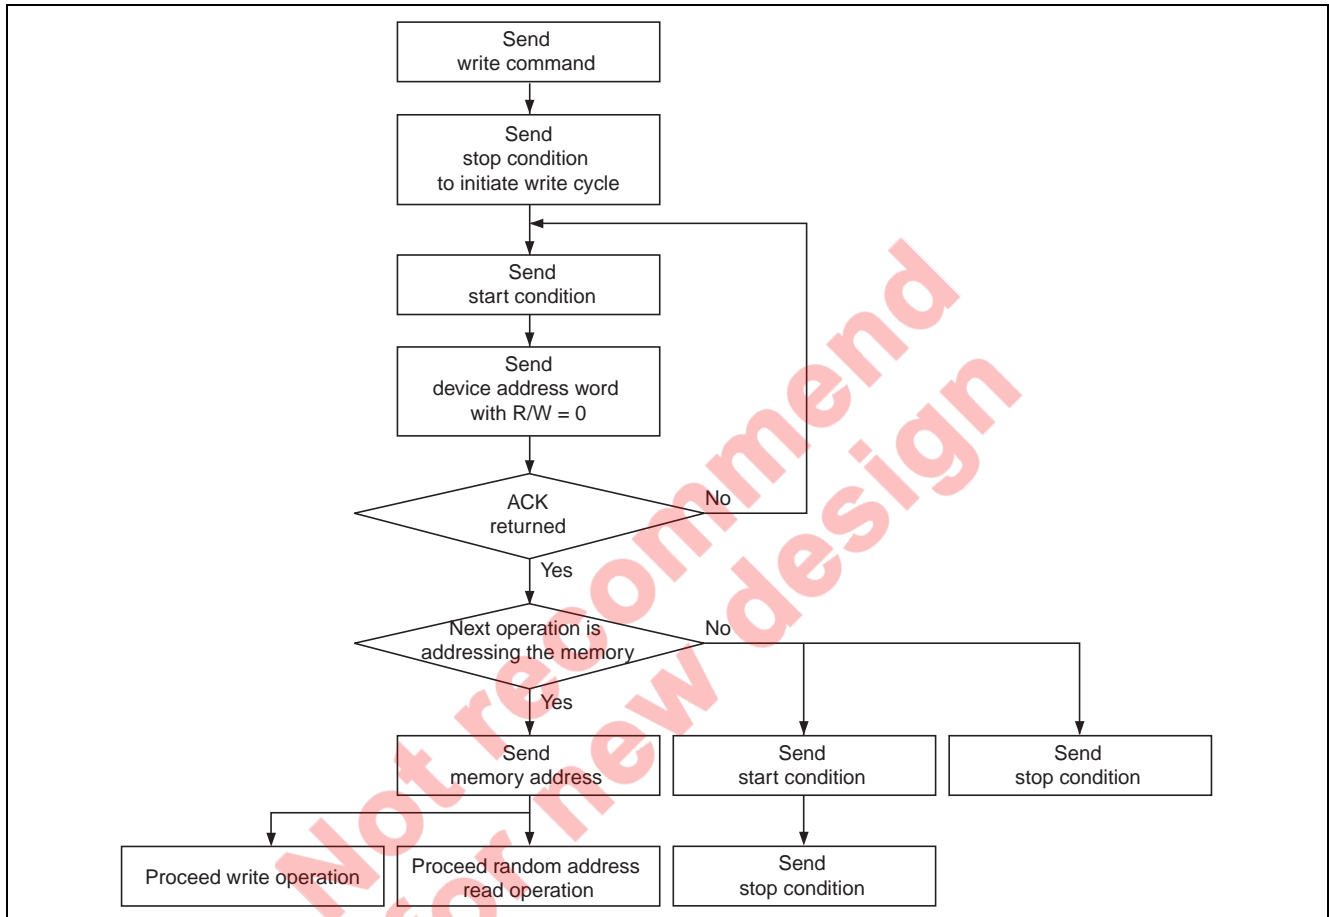 Send
write command
Send
stop condition
to initiate write cycle
Send
start condition
Send
device address word
with R/W = 0
ACK
returned
No
Yes
Next operation is
addressing the memory
No
Yes
Send
memory address
Send
start condition
Send
stop condition
Proceed write operation
Proceed random address
read operation
Send
stop condition
Not recommend
for new design